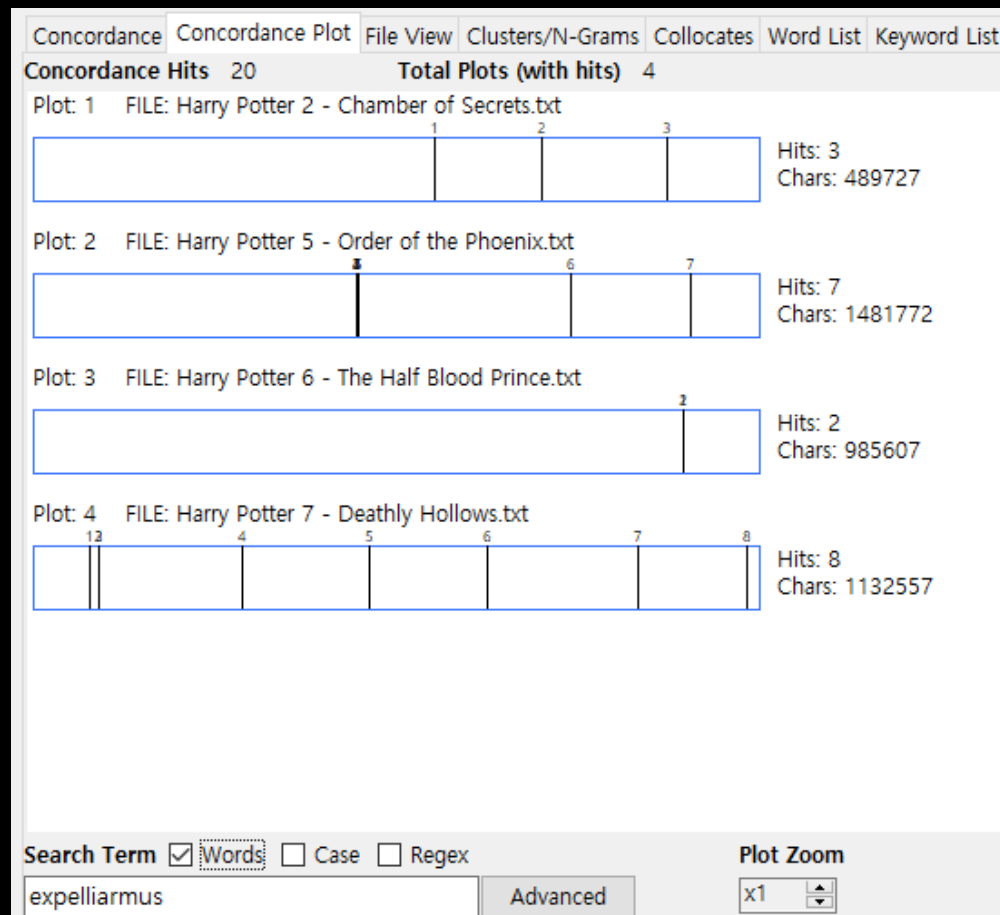 Concordance Concordance Plot File View Clusters/N-Grams Collocates Word List Keyword List
Concordance Hits 20 Total Plots (with hits) 4
Plot: 1 FILE: Harry Potter 2 - Chamber of Secrets.txt
1 2 3
Hits: 3
Chars: 489727
Plot: 2 FILE: Harry Potter 5 - Order of the Phoenix.txt
6 7
Hits: 7
Chars: 1481772
Plot: 3 FILE: Harry Potter 6 - The Half Blood Prince.txt
Hits: 2
Chars: 985607
Plot: 4 FILE: Harry Potter 7 - Deathly Hollows.txt
1 4 5 6 7 8
Hits: 8
Chars: 1132557
Search Term Words Case Regex Plot Zoom
expelliarmus Advanced x1